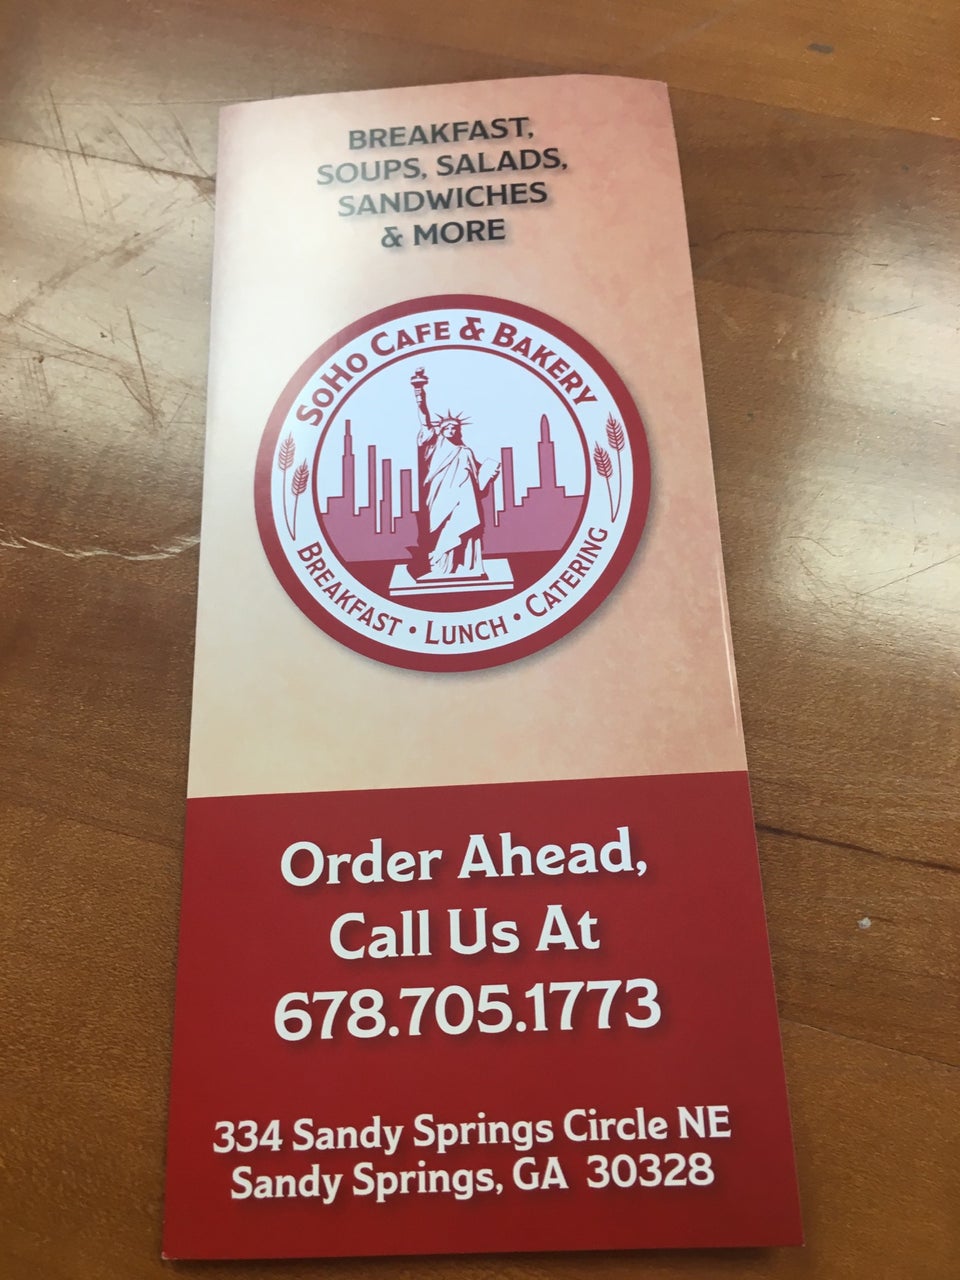 BREAKFAST,
SOUPS, SALADS,
SANDWICHES
& MORE
SOHO CAFE & BAKERY
BREAKFAST • LUNCH • CATERING
Order Ahead,
Call Us At
678.705.1773
334 Sandy Springs Circle NE
Sandy Springs, GA 30328